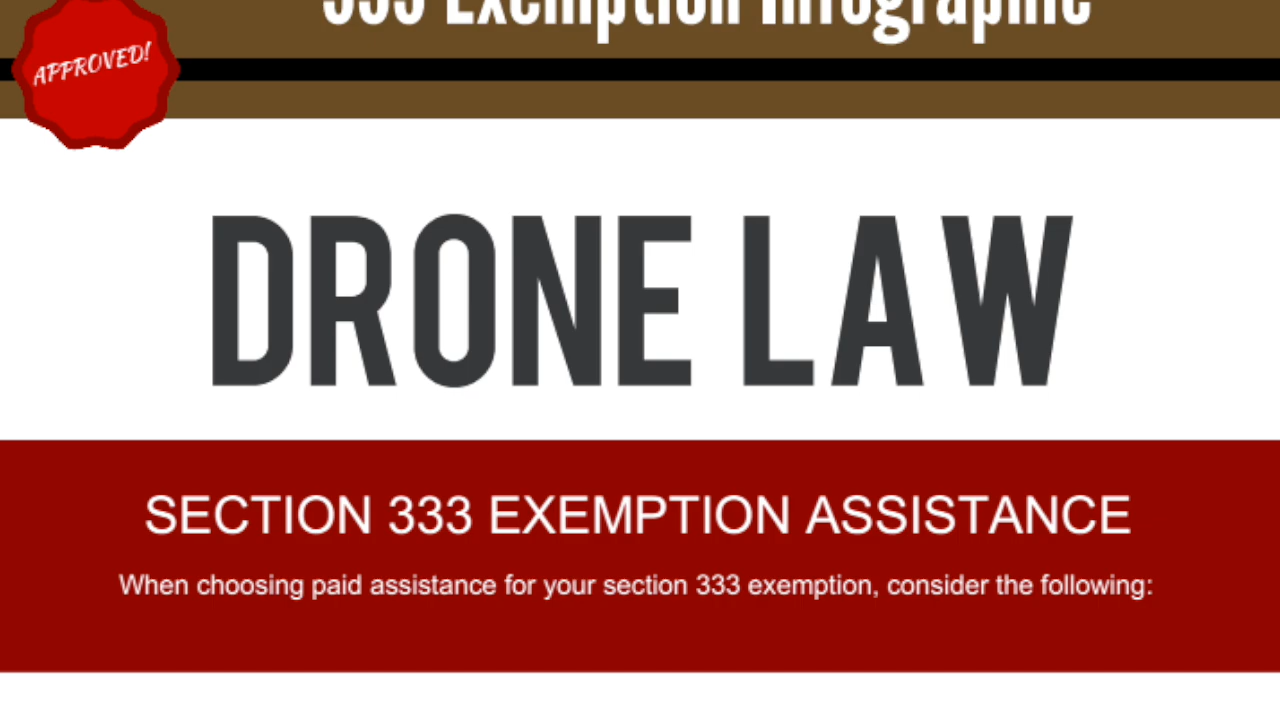 333 Exemption Infographic
APPROVED!
DRONE LAW
SECTION 333 EXEMPTION ASSISTANCE
When choosing paid assistance for your section 333 exemption, consider the following: